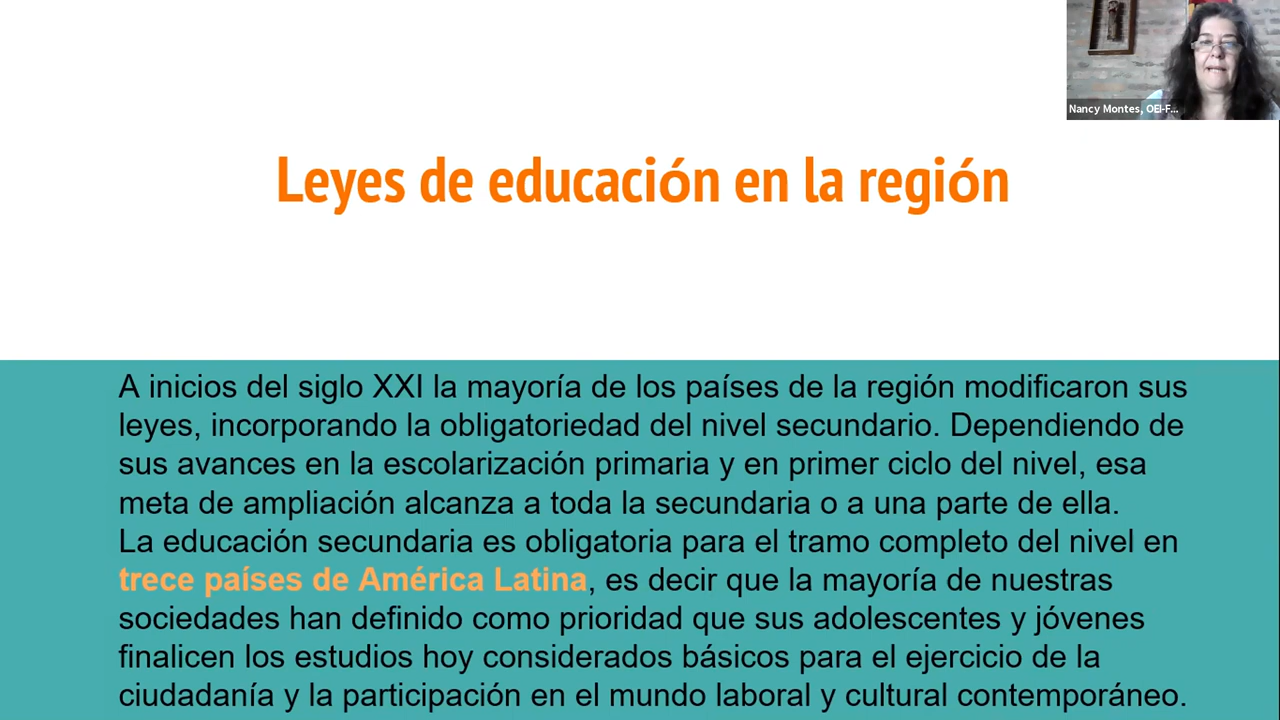 Nancy Montes, OEI-F...
Leyes de educación en la región
A inicios del siglo XXI la mayoría de los países de la región modificaron sus
leyes, incorporando la obligatoriedad del nivel secundario. Dependiendo de
sus avances en la escolarización primaria y en primer ciclo del nivel, esa
meta de ampliación alcanza a toda la secundaria o a una parte de ella.
La educación secundaria es obligatoria para el tramo completo del nivel en
trece países de América Latina, es decir que la mayoría de nuestras
sociedades han definido como prioridad que sus adolescentes y jóvenes
finalicen los estudios hoy considerados básicos para el ejercicio de la
ciudadanía y la participación en el mundo laboral y cultural contemporáneo.